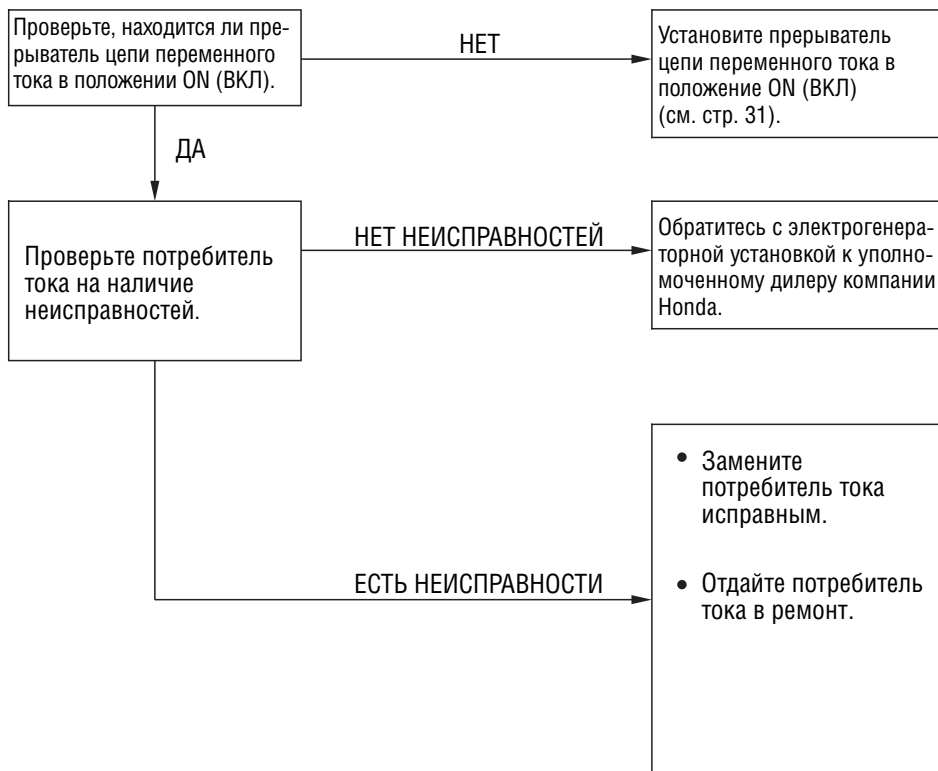 Проверьте, находится ли пре-
рыватель цепи переменного
тока в положении ON (ВКЛ).
НЕТ
Установите прерыватель
цепи переменного тока в
положение ON (ВКЛ)
(см. стр. 31).
ДА
Проверьте потребитель
тока на наличие
неисправностей.
НЕТ НЕИСПРАВНОСТЕЙ
Обратитесь с электрогенера-
торной установкой к уполно-
моченному дилеру компании
Honda.
ЕСТЬ НЕИСПРАВНОСТИ
• Замените
потребитель тока
исправным.
• Отдайте потребитель
тока в ремонт.